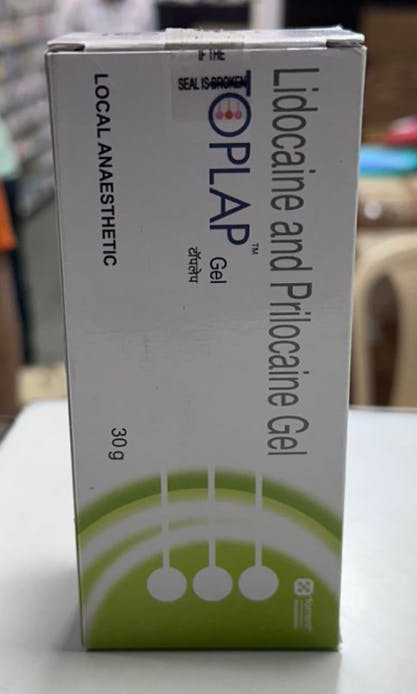 IF THE
SEAL IS BROKEN
Lidocaine and Prilocaine Gel
TOPLAP™ Gel
टॉपलेप
LOCAL ANAESTHETIC
30 g